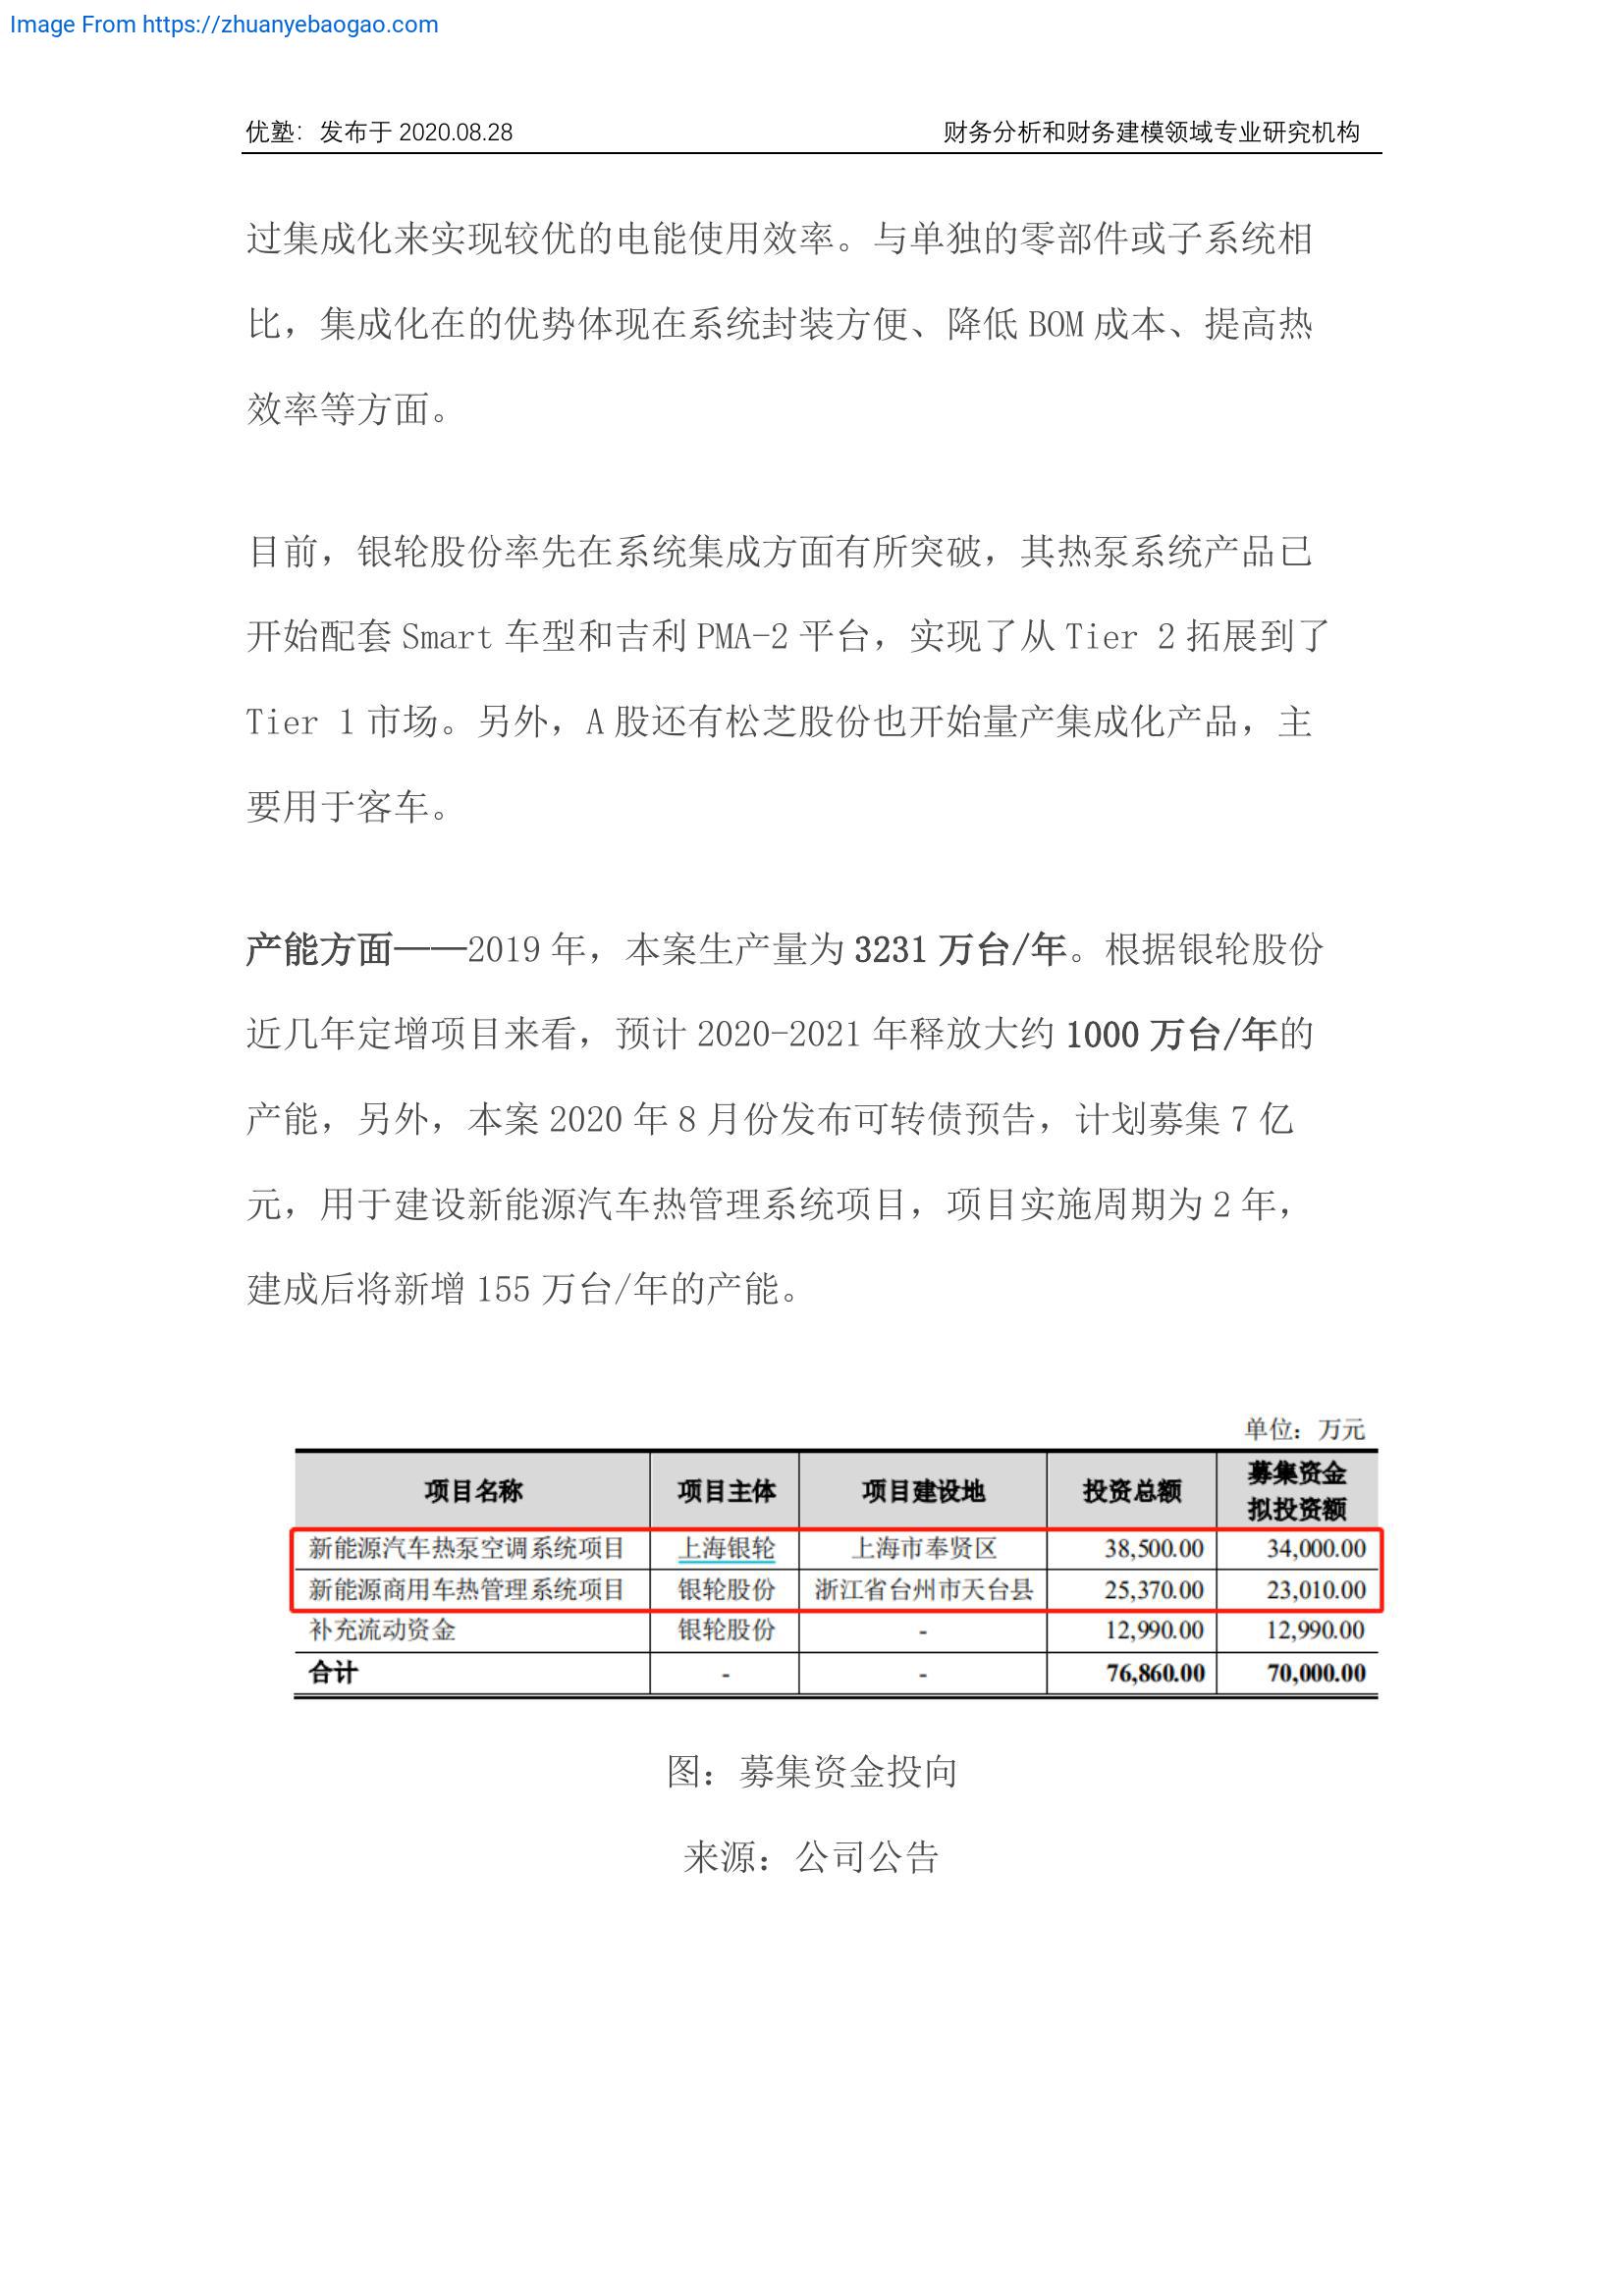 Image From https://zhuanyebaogao.com
优塾：发布于 2020.08.28 财务分析和财务建模领域专业研究机构
过集成化来实现较优的电能使用效率。与单独的零部件或子系统相
比，集成化在的优势体现在系统封装方便、降低 BOM 成本、提高热
效率等方面。
目前，银轮股份率先在系统集成方面有所突破，其热泵系统产品已
开始配套 Smart 车型和吉利 PMA-2 平台，实现了从 Tier 2 拓展到了
Tier 1 市场。另外，A 股还有松芝股份也开始量产集成化产品，主
要用于客车。
产能方面——2019 年，本案生产量为 3231 万台/年。根据银轮股份
近几年定增项目来看，预计 2020-2021 年释放大约 1000 万台/年的
产能，另外，本案 2020 年 8 月份发布可转债预告，计划募集 7 亿
元，用于建设新能源汽车热管理系统项目，项目实施周期为 2 年，
建成后将新增 155 万台/年的产能。
单位：万元
项目名称 项目主体 项目建设地 投资总额 募集资金
拟投资额
新能源汽车热泵空调系统项目 上海银轮 上海市奉贤区 38,500.00 34,000.00
新能源商用车热管理系统项目 银轮股份 浙江省台州市天台县 25,370.00 23,010.00
补充流动资金 银轮股份 - 12,990.00 12,990.00
合计 - - 76,860.00 70,000.00
图：募集资金投向
来源：公司公告